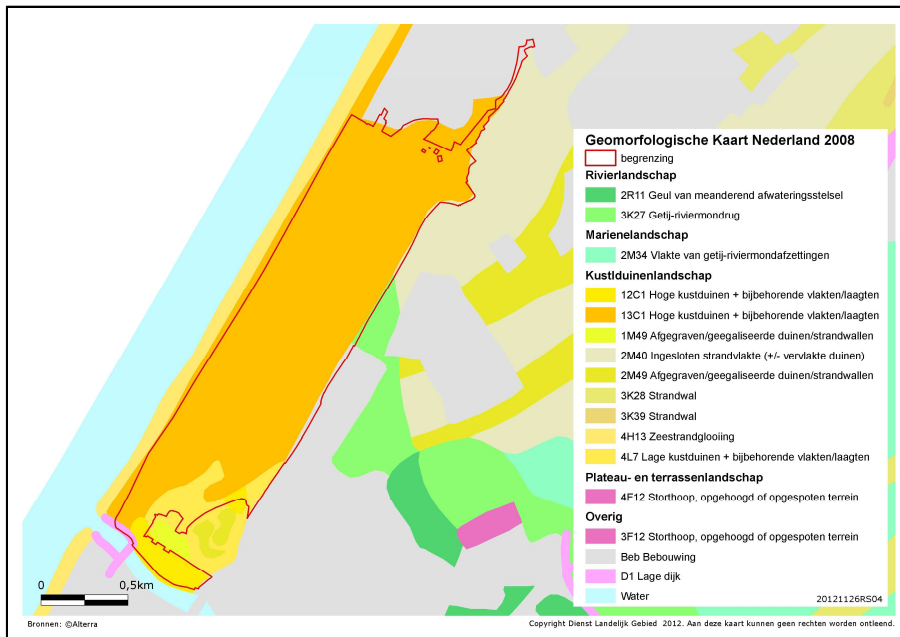 Geomorfologische Kaart Nederland 2008
begrenzing
Rivierlandschap
2R11 Geul van meanderend afwateringsstelsel
3K27 Getij-riviermondrug
Marienelandschap
2M34 Vlakte van getij-riviermondafzettingen
Kustlduinenlandschap
12C1 Hoge kustduinen + bijbehorende vlakten/laagten
13C1 Hoge kustduinen + bijbehorende vlakten/laagten
1M49 Afgegraven/geegaliseerde duinen/strandwallen
2M40 Ingesloten strandvlakte (+/- vervlakte duinen)
2M49 Afgegraven/geegaliseerde duinen/strandwallen
3K28 Strandwal
3K39 Strandwal
4H13 Zeestrandglooiing
4L7 Lage kustduinen + bijbehorende vlakten/laagten
Plateau- en terrassenlandschap
4F12 Storthoop, opgehoogd of opgespoten terrein
Overig
3F12 Storthoop, opgehoogd of opgespoten terrein
Beb Bebouwing
D1 Lage dijk
Water
20121126RS04
0 0,5km
Bronnen: ©Alterra
Copyright Dienst Landelijk Gebied 2012. Aan deze kaart kunnen geen rechten worden ontleend.